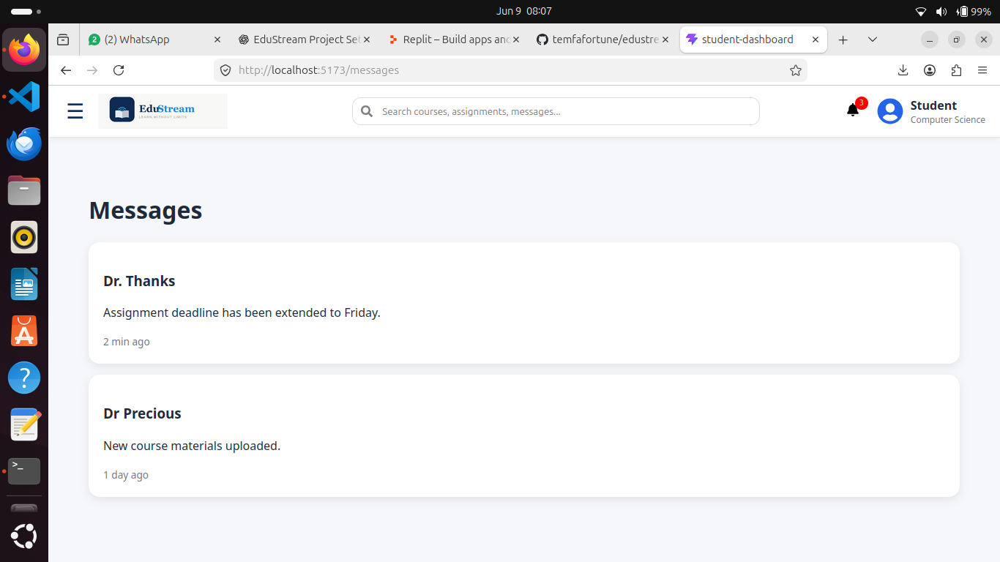 Jun 9 08:07
99%
2 (2) WhatsApp
EduStream Project Set
Replit – Build apps and
temfafortune/edustre
student-dashboard
http://localhost:5173/messages
EduStream
LEARN WITHOUT LIMITS
Search courses, assignments, messages...
3
Student
Computer Science
Messages
Dr. Thanks
Assignment deadline has been extended to Friday.
2 min ago
Dr Precious
New course materials uploaded.
1 day ago